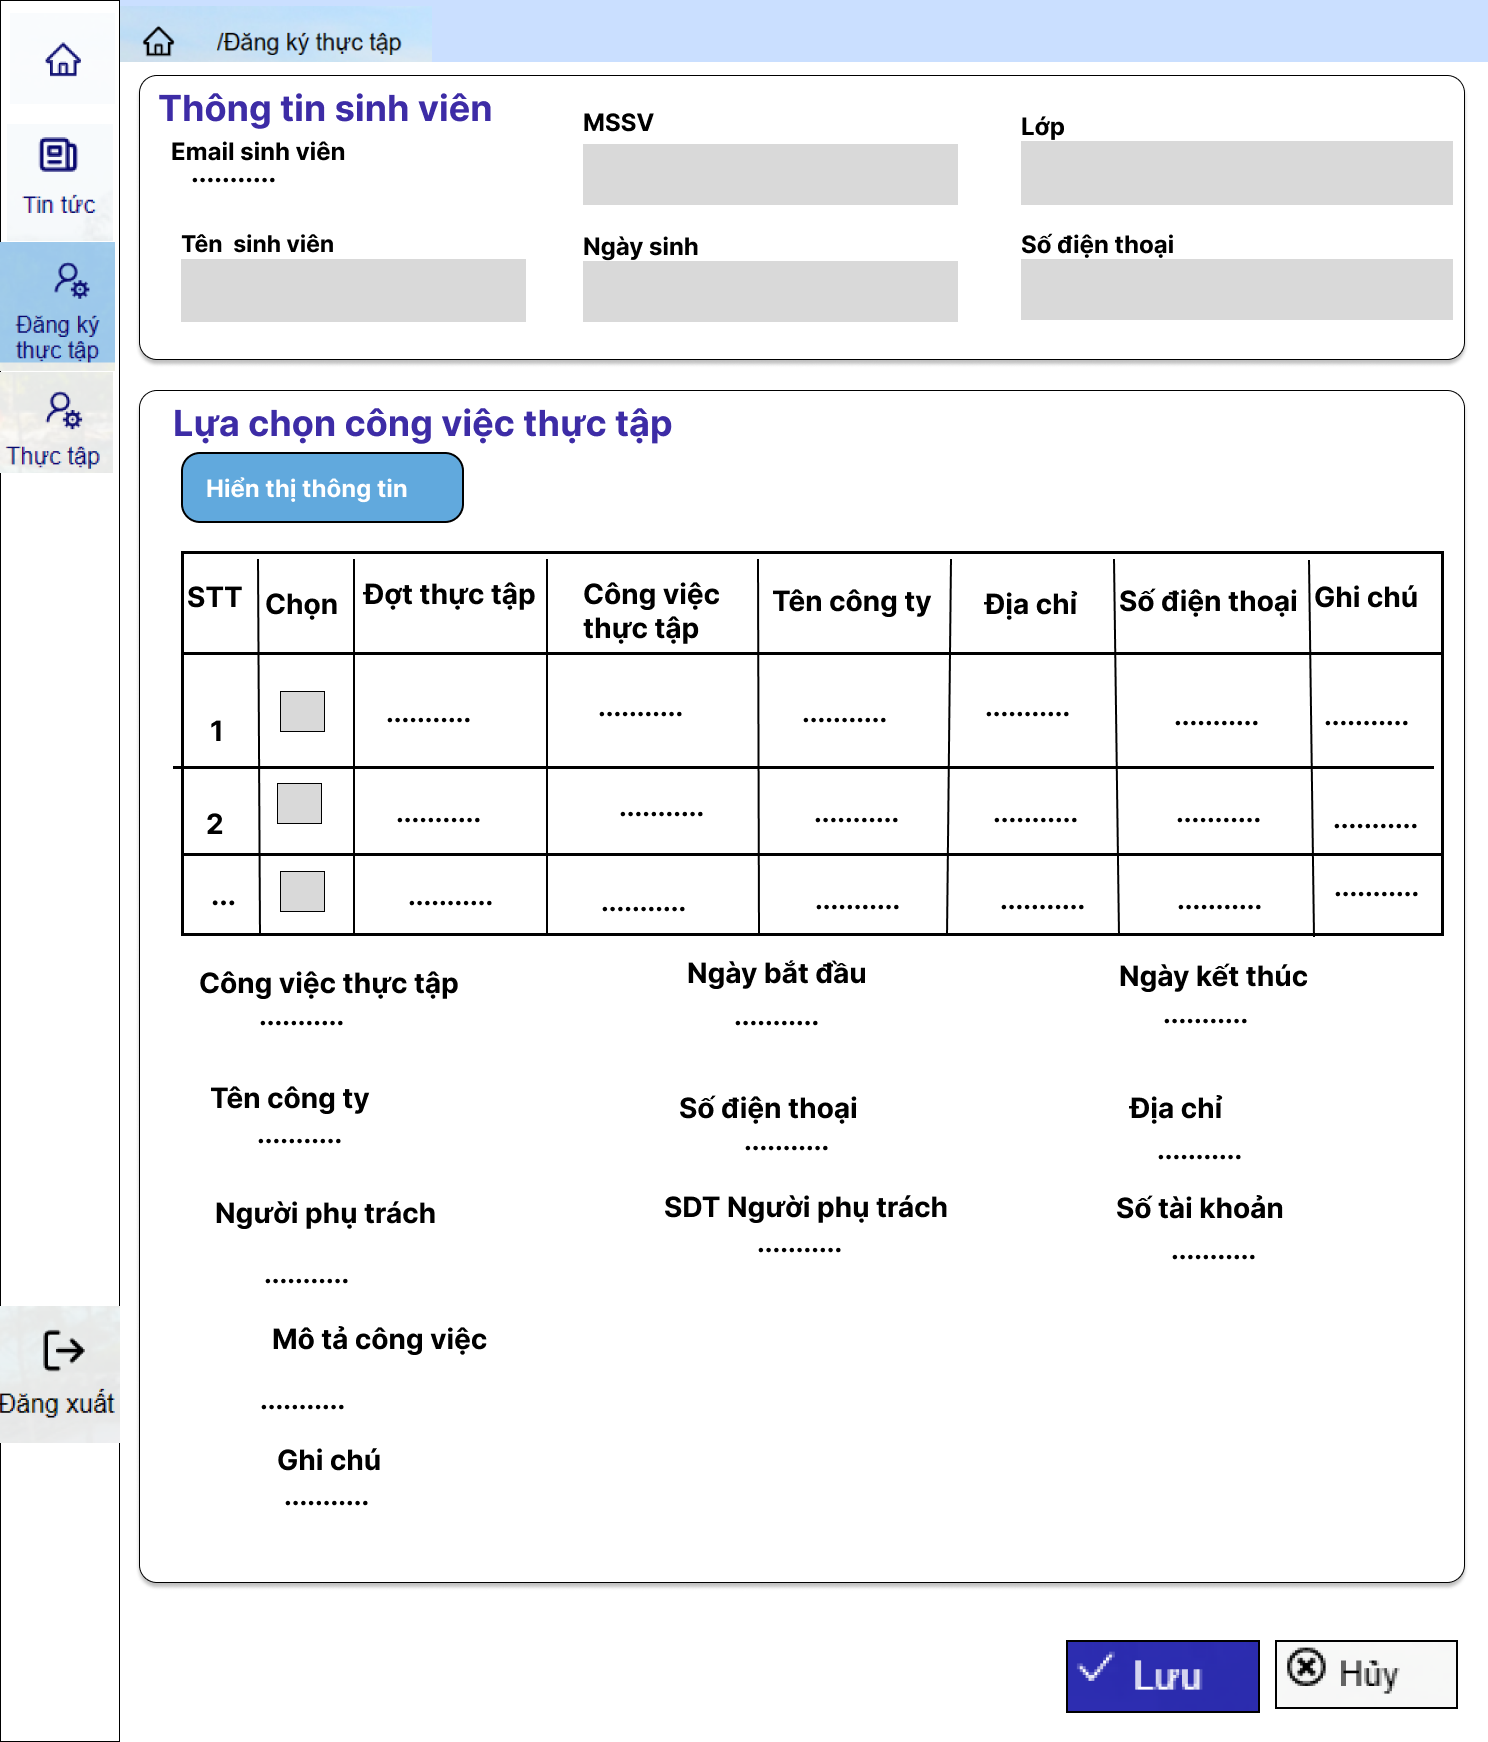 /Đăng ký thực tập
Tin tức
Đăng ký
thực tập
Thực tập
Đăng xuất
Thông tin sinh viên
Email sinh viên
...........
MSSV
Lớp
Tên  sinh viên
Ngày sinh
Số điện thoại
Lựa chọn công việc thực tập
Hiển thị thông tin
STT Chọn Đợt thực tập Công việc thực tập Tên công ty Địa chỉ Số điện thoại Ghi chú
1 ........... ........... ........... ........... ........... ...........
2 ........... ........... ........... ........... ........... ...........
... ........... ........... ........... ........... ........... ...........
Công việc thực tập Ngày bắt đầu Ngày kết thúc
........... ........... ...........
Tên công ty Số điện thoại Địa chỉ
........... ........... ...........
Người phụ trách SDT Người phụ trách Số tài khoản
........... ........... ...........
Mô tả công việc
...........
Ghi chú
...........
Lưu Hủy